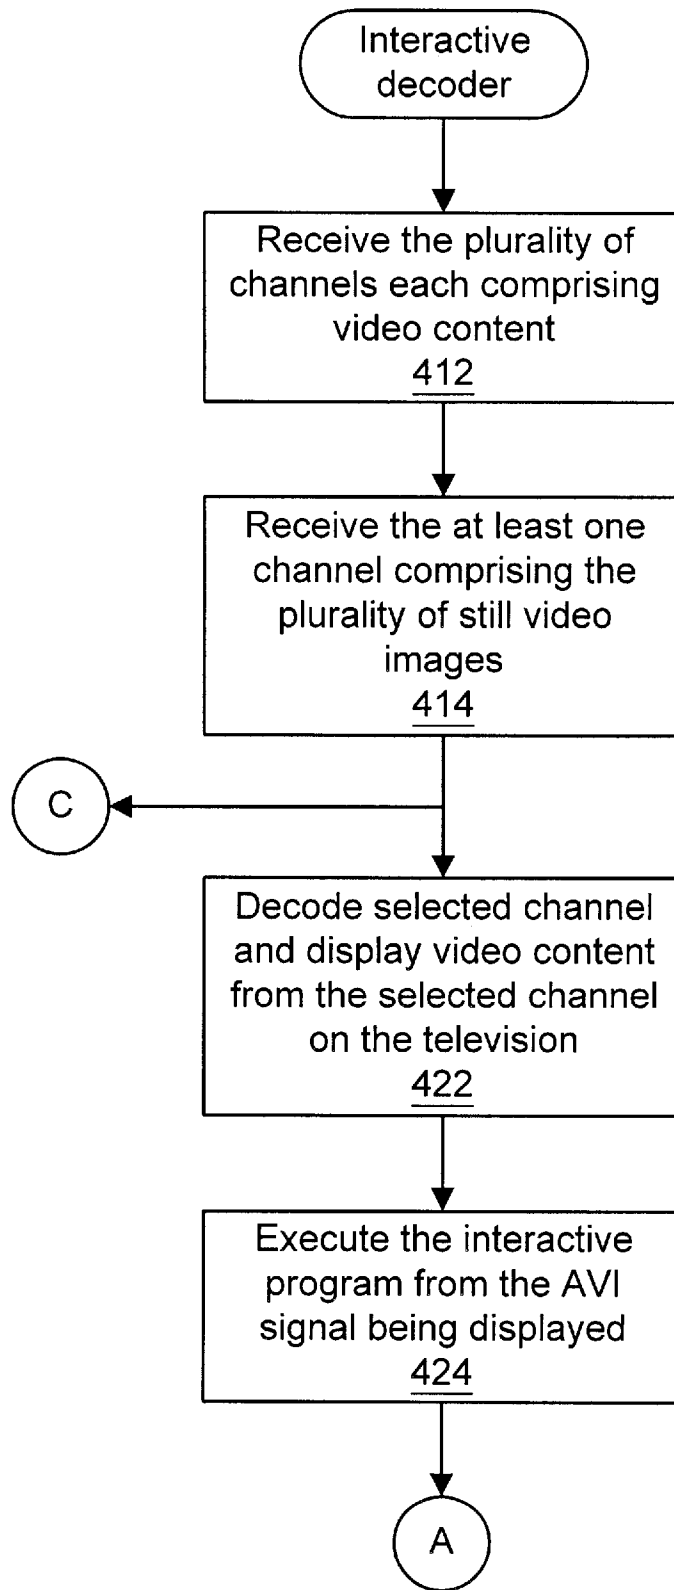 Interactive
decoder
Receive the plurality of
channels each comprising
video content
412
Receive the at least one
channel comprising the
plurality of still video
images
414
C
Decode selected channel
and display video content
from the selected channel
on the television
422
Execute the interactive
program from the AVI
signal being displayed
424
A